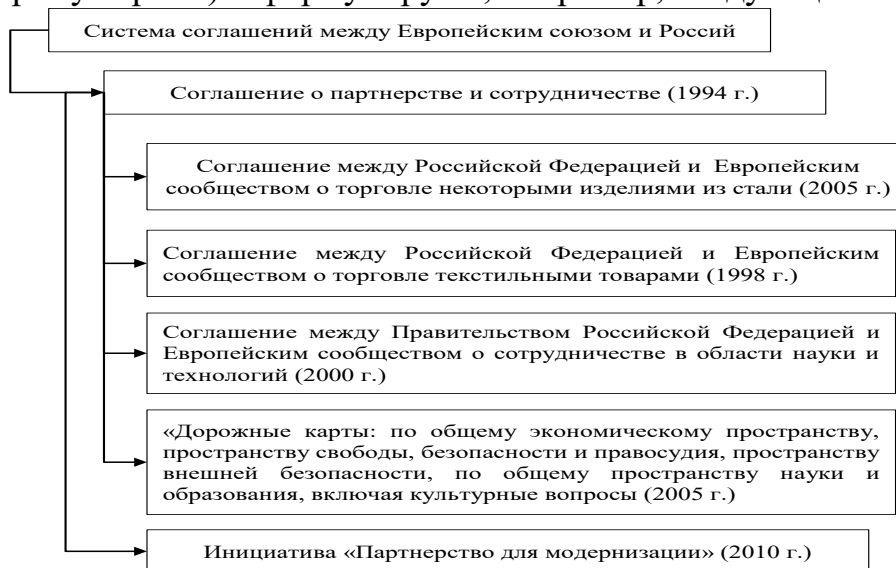 Система соглашений между Европейским союзом и Россий
Соглашение о партнерстве и сотрудничестве (1994 г.)
Соглашение между Российской Федерацией и Европейским
сообществом о торговле некоторыми изделиями из стали (2005 г.)
Соглашение между Российской Федерацией и Европейским
сообществом о торговле текстильными товарами (1998 г.)
Соглашение между Правительством Российской Федерацией и
Европейским сообществом о сотрудничестве в области науки и
технологий (2000 г.)
«Дорожные карты: по общему экономическому пространству,
пространству свободы, безопасности и правосудия, пространству
внешней безопасности, по общему пространству науки и
образования, включая культурные вопросы (2005 г.)
Инициатива «Партнерство для модернизации» (2010 г.)